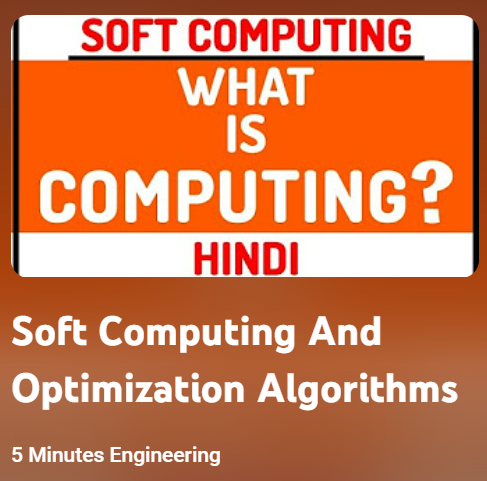 SOFT COMPUTING
WHAT
IS
COMPUTING?
HINDI
Soft Computing And
Optimization Algorithms
5 Minutes Engineering